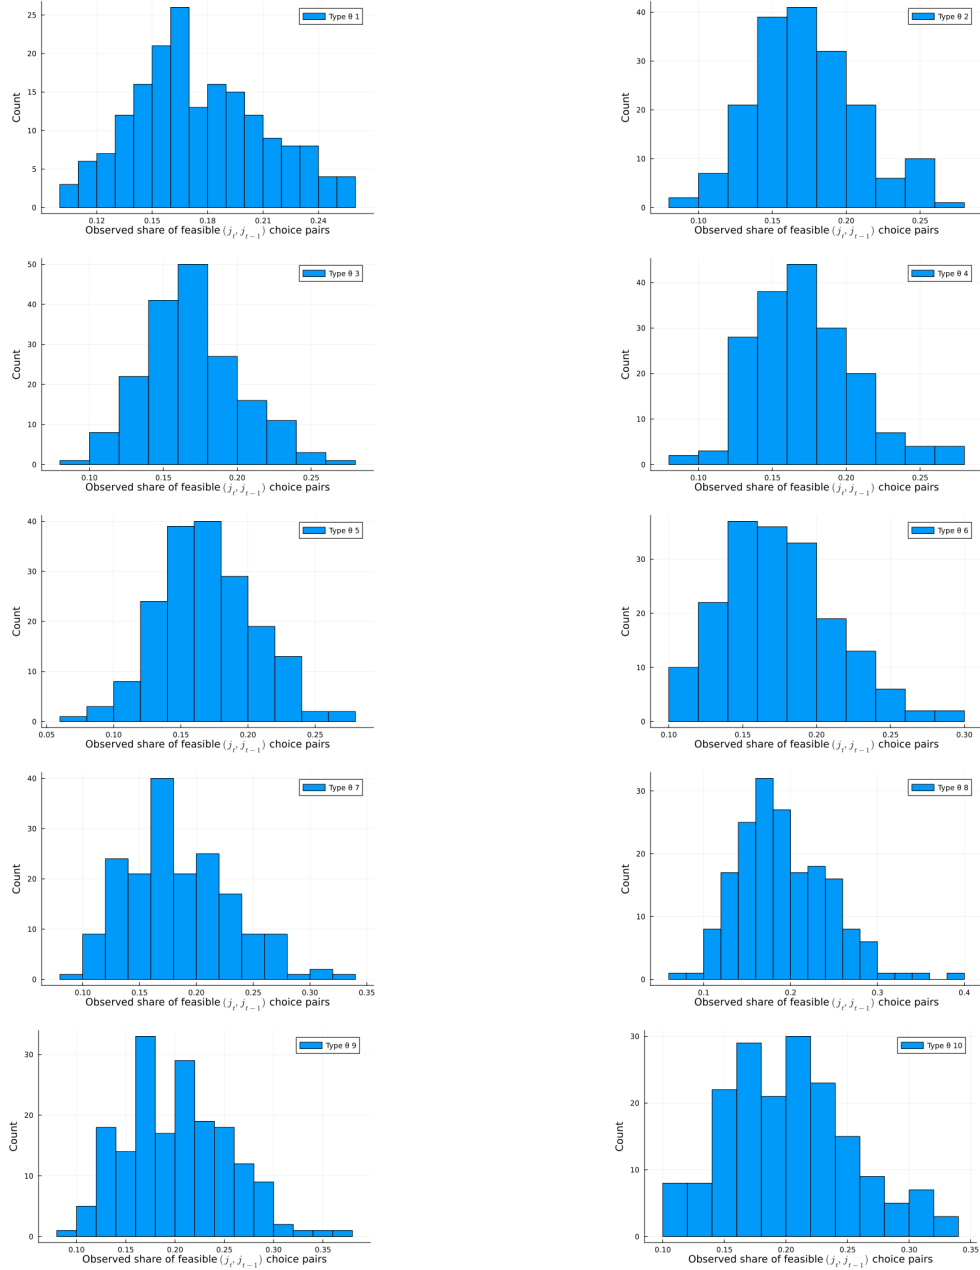 Type θ 1
Count
25
20
15
10
5
0
0.12 0.15 0.18 0.21 0.24
Observed share of feasible (j_t, j_{t−1}) choice pairs
Type θ 2
Count
40
30
20
10
0
0.10 0.15 0.20 0.25
Observed share of feasible (j_t, j_{t−1}) choice pairs
Type θ 3
Count
50
40
30
20
10
0
0.10 0.15 0.20 0.25
Observed share of feasible (j_t, j_{t−1}) choice pairs
Type θ 4
Count
40
30
20
10
0
0.10 0.15 0.20 0.25
Observed share of feasible (j_t, j_{t−1}) choice pairs
Type θ 5
Count
40
30
20
10
0
0.05 0.10 0.15 0.20 0.25
Observed share of feasible (j_t, j_{t−1}) choice pairs
Type θ 6
Count
30
20
10
0
0.10 0.15 0.20 0.25 0.30
Observed share of feasible (j_t, j_{t−1}) choice pairs
Type θ 7
Count
40
30
20
10
0
0.10 0.15 0.20 0.25 0.30 0.35
Observed share of feasible (j_t, j_{t−1}) choice pairs
Type θ 8
Count
30
20
10
0
0.1 0.2 0.3 0.4
Observed share of feasible (j_t, j_{t−1}) choice pairs
Type θ 9
Count
30
20
10
0
0.10 0.15 0.20 0.25 0.30 0.35
Observed share of feasible (j_t, j_{t−1}) choice pairs
Type θ 10
Count
30
20
10
0
0.10 0.15 0.20 0.25 0.30 0.35
Observed share of feasible (j_t, j_{t−1}) choice pairs